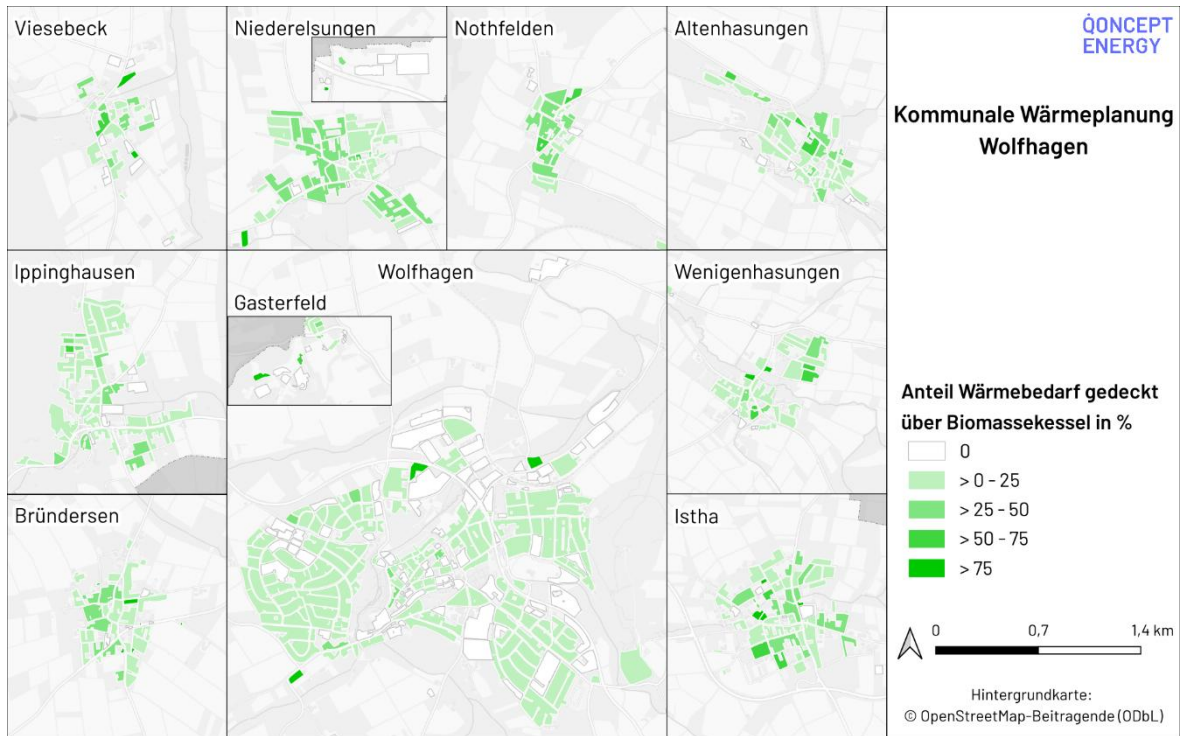 Viesebeck
Niederelsungen
Nothfelden
Altenhasungen
QONCEPT
ENERGY
Kommunale Wärmeplanung
Wolfhagen
Ippinghausen
Wolfhagen
Gasterfeld
Wenigenhasungen
Bründersen
Istha
Anteil Wärmebedarf gedeckt
über Biomassekessel in %
0
> 0 - 25
> 25 - 50
> 50 - 75
> 75
0 0,7 1,4 km
Hintergrundkarte:
© OpenStreetMap-Beitragende (ODbL)